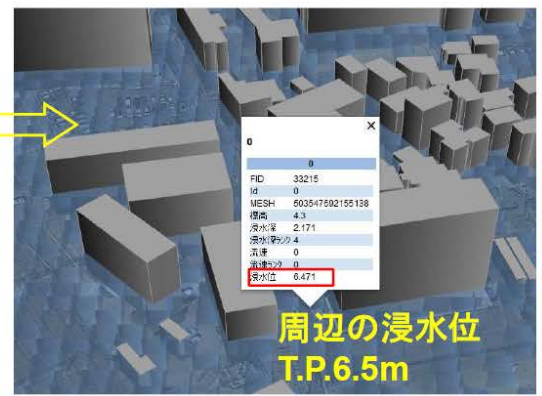 ×
0
0
FID 33215
Id 0
MESH 503547592155138
標高 4.3
浸水深 2.171
浸水深ランク 4
流速 0
流速ランク 0
浸水位 6.471
周辺の浸水位
T.P.6.5m